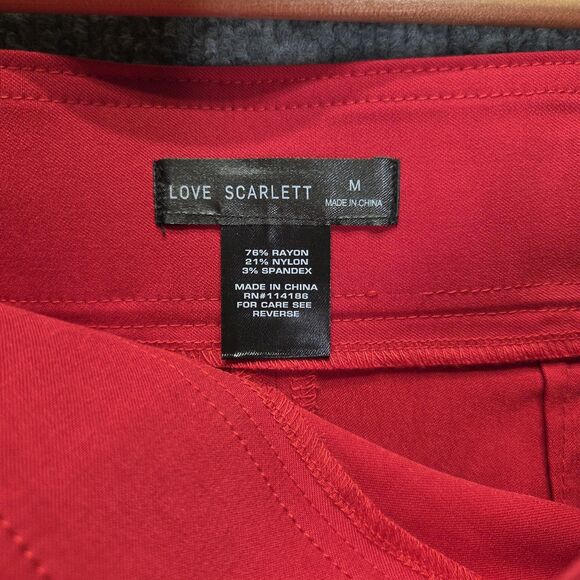 LOVE SCARLETT
M
MADE IN CHINA
76% RAYON
21% NYLON
3% SPANDEX
MADE IN CHINA
RN#114186
FOR CARE SEE
REVERSE